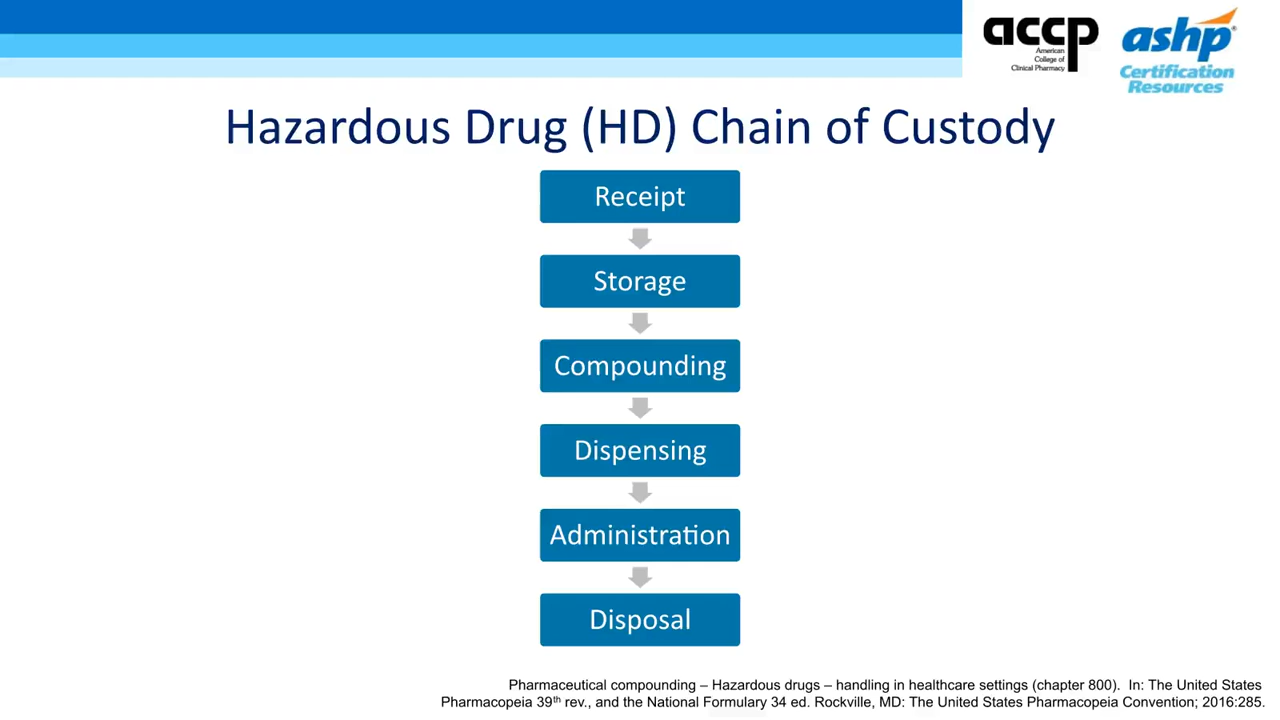 accp
American
College of
Clinical Pharmacy
ashp®
Certification
Resources
Hazardous Drug (HD) Chain of Custody
Receipt
Storage
Compounding
Dispensing
Administration
Disposal
Pharmaceutical compounding – Hazardous drugs – handling in healthcare settings (chapter 800).  In: The United States
Pharmacopeia 39th rev., and the National Formulary 34 ed. Rockville, MD: The United States Pharmacopeia Convention; 2016:285.